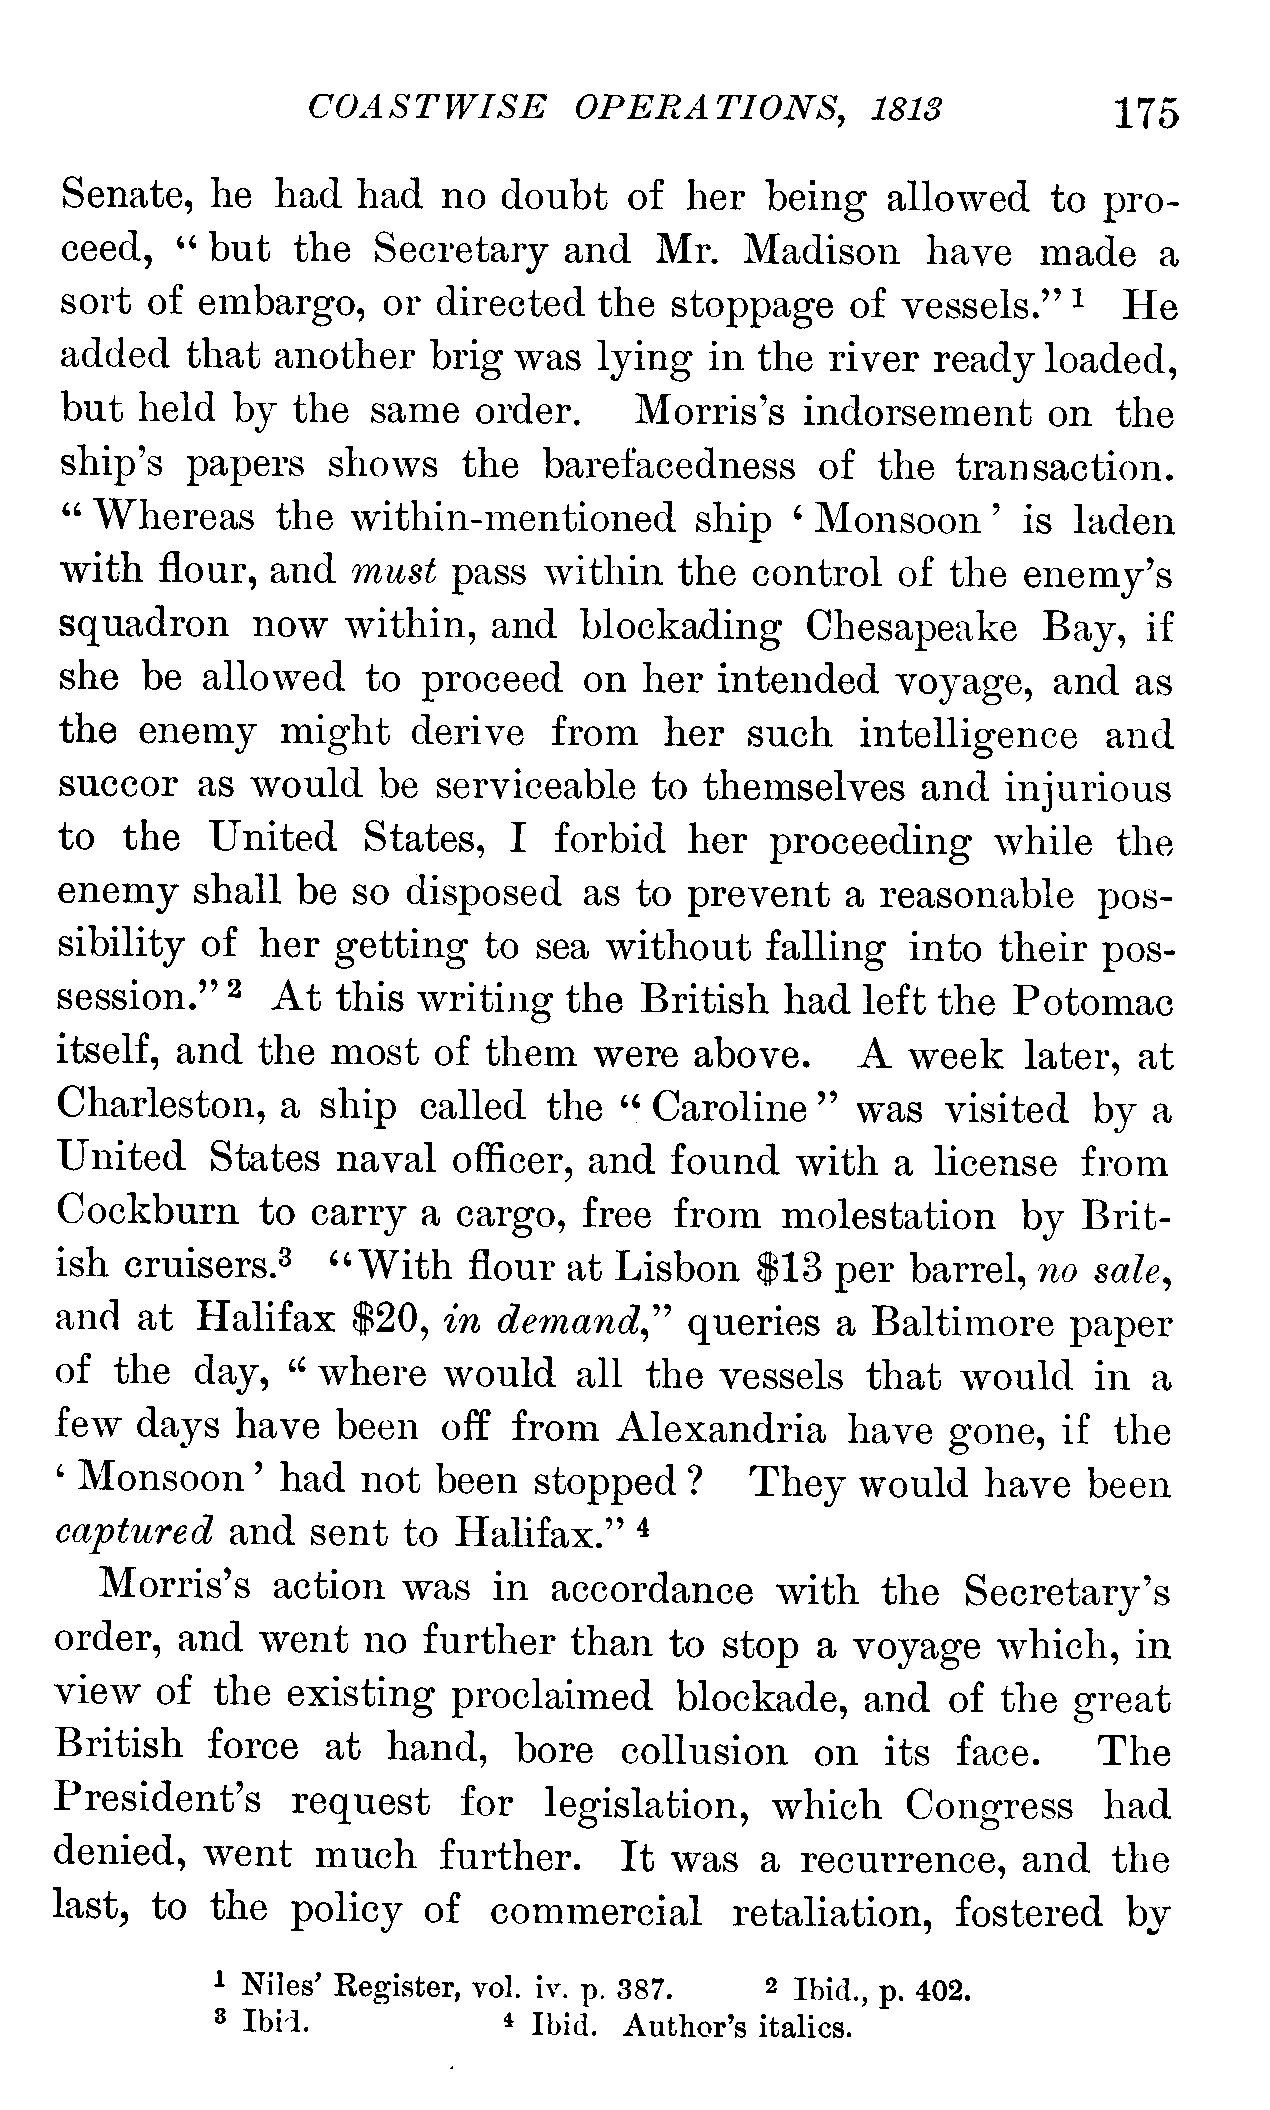 COASTWISE OPERATIONS, 1813 175
Senate, he had had no doubt of her being allowed to pro-
ceed, “but the Secretary and Mr. Madison have made a
sort of embargo, or directed the stoppage of vessels.” ¹ He
added that another brig was lying in the river ready loaded,
but held by the same order. Morris’s indorsement on the
ship’s papers shows the barefacedness of the transaction.
“Whereas the within-mentioned ship ‘Monsoon’ is laden
with flour, and must pass within the control of the enemy’s
squadron now within, and blockading Chesapeake Bay, if
she be allowed to proceed on her intended voyage, and as
the enemy might derive from her such intelligence and
succor as would be serviceable to themselves and injurious
to the United States, I forbid her proceeding while the
enemy shall be so disposed as to prevent a reasonable pos-
sibility of her getting to sea without falling into their pos-
session.” ² At this writing the British had left the Potomac
itself, and the most of them were above. A week later, at
Charleston, a ship called the “Caroline” was visited by a
United States naval officer, and found with a license from
Cockburn to carry a cargo, free from molestation by Brit-
ish cruisers.³ “With flour at Lisbon $13 per barrel, no sale,
and at Halifax $20, in demand,” queries a Baltimore paper
of the day, “where would all the vessels that would in a
few days have been off from Alexandria have gone, if the
‘Monsoon’ had not been stopped? They would have been
captured and sent to Halifax.” ⁴
Morris’s action was in accordance with the Secretary’s
order, and went no further than to stop a voyage which, in
view of the existing proclaimed blockade, and of the great
British force at hand, bore collusion on its face. The
President’s request for legislation, which Congress had
denied, went much further. It was a recurrence, and the
last, to the policy of commercial retaliation, fostered by
¹ Niles’ Register, vol. iv. p. 387. ² Ibid., p. 402.
³ Ibid. ⁴ Ibid. Author’s italics.